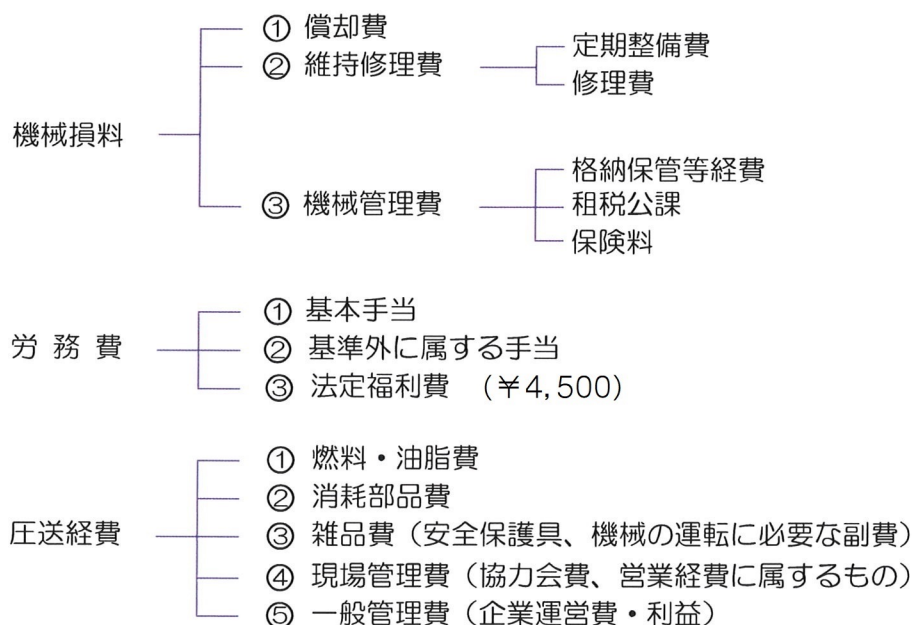 ① 償却費
② 維持修理費
定期整備費
修理費
機械損料
③ 機械管理費
格納保管等経費
租税公課
保険料
労 務 費
① 基本手当
② 基準外に属する手当
③ 法定福利費 （￥4,500）
圧送経費
① 燃料・油脂費
② 消耗部品費
③ 雑品費（安全保護具、機械の運転に必要な副費）
④ 現場管理費（協力会費、営業経費に属するもの）
⑤ 一般管理費（企業運営費・利益）